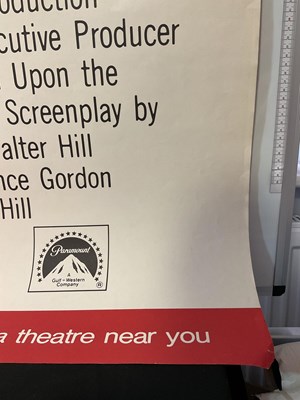 oduction
cutive Producer
Upon the
Screenplay by
alter Hill
nce Gordon
Hill
Paramount
A
Gulf+Western
Company
®
a theatre near you